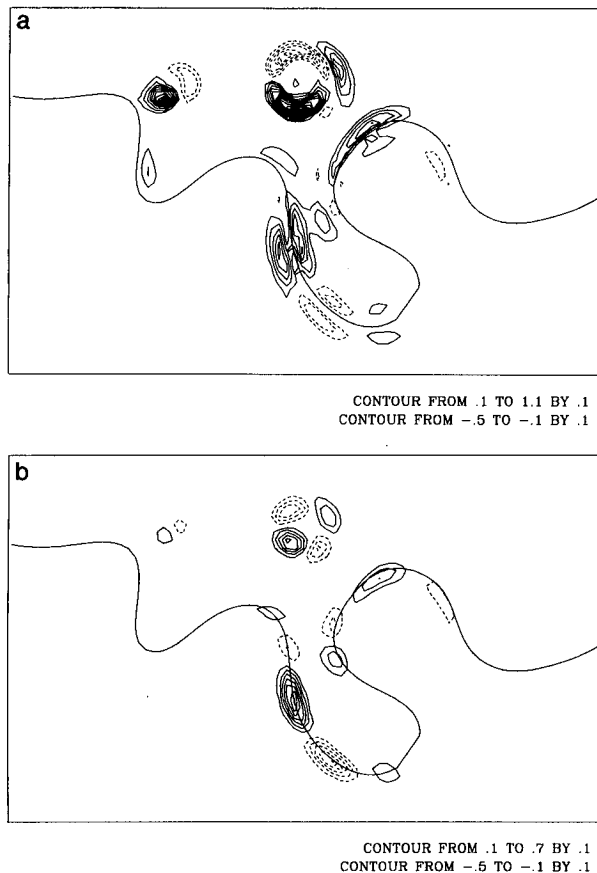 a
CONTOUR FROM .1 TO 1.1 BY .1
CONTOUR FROM −.5 TO −.1 BY .1
b
CONTOUR FROM .1 TO .7 BY .1
CONTOUR FROM −.5 TO −.1 BY .1